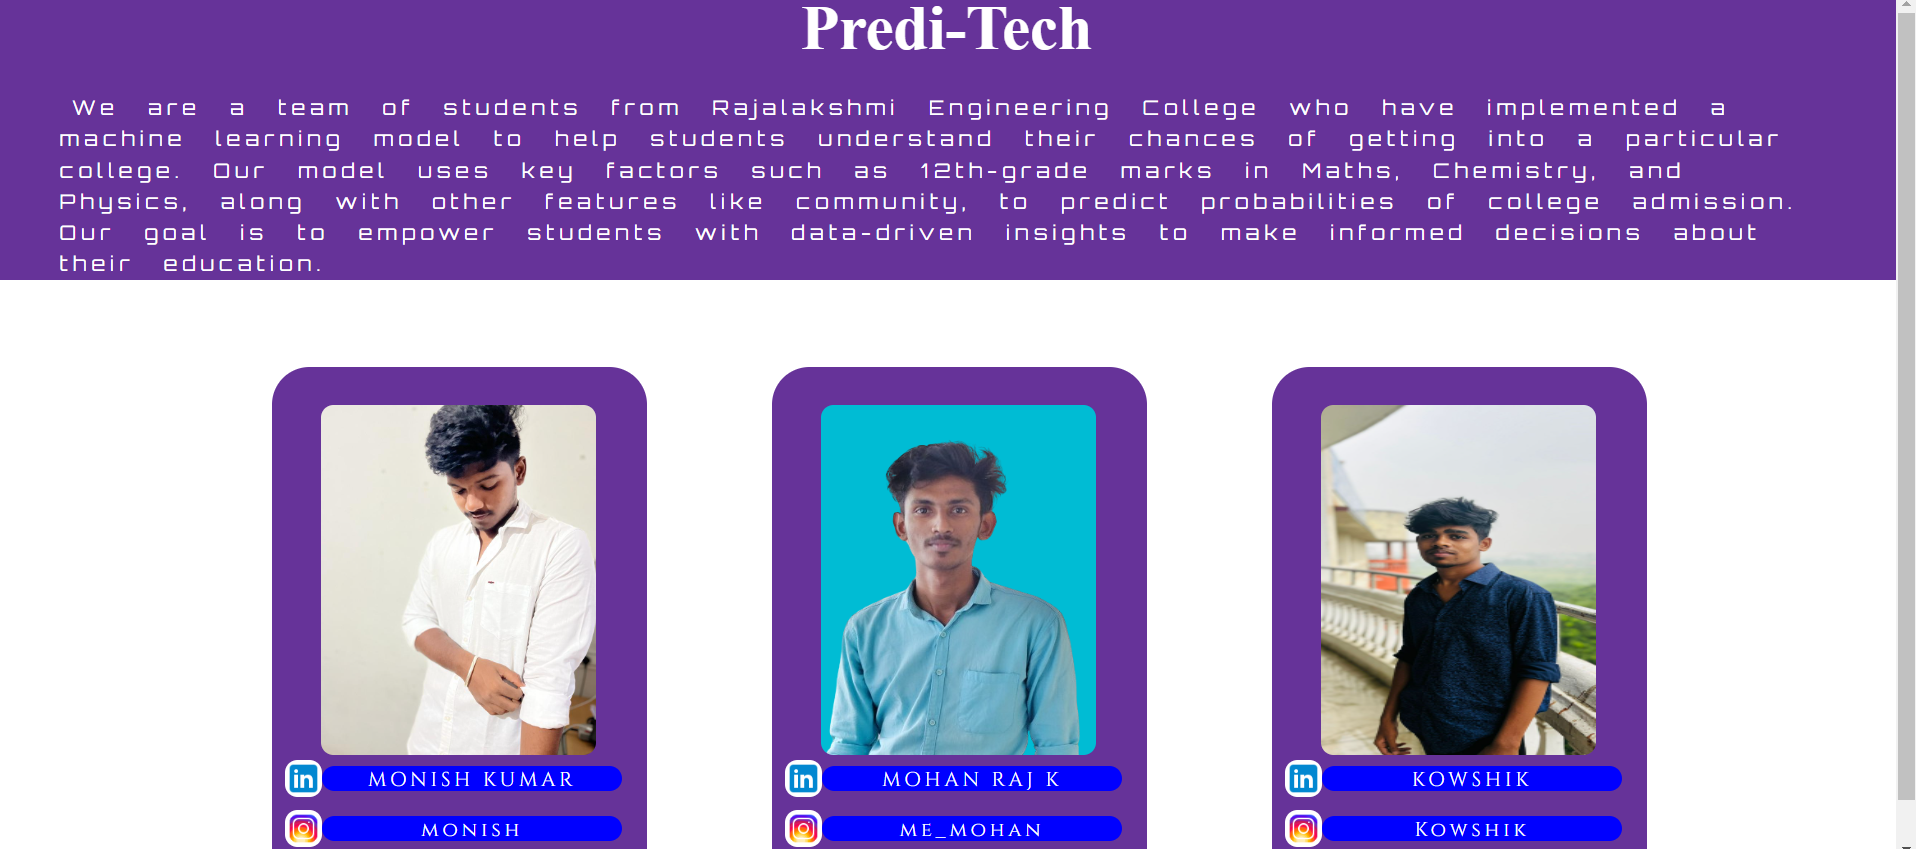 Predi-Tech
We are a team of students from Rajalakshmi Engineering College who have implemented a
machine learning model to help students understand their chances of getting into a particular
college. Our model uses key factors such as 12th-grade marks in Maths, Chemistry, and
Physics, along with other features like community, to predict probabilities of college admission.
Our goal is to empower students with data-driven insights to make informed decisions about
their education.
in MONISH KUMAR
in MOHAN RAJ K
in KOWSHIK
MONISH
ME_MOHAN
KOWSHIK